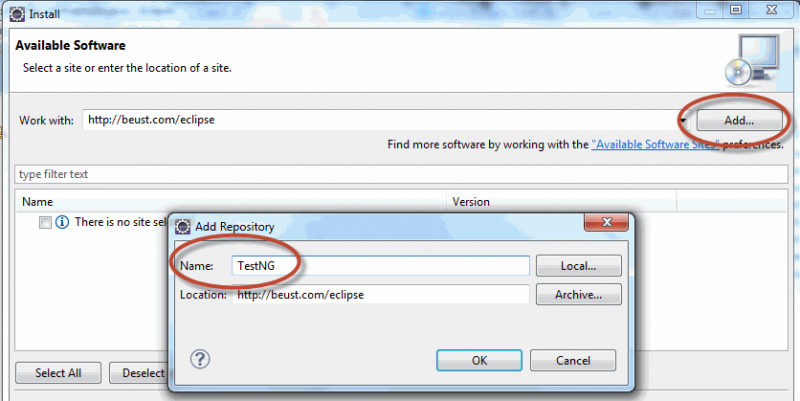 Install
Available Software
Select a site or enter the location of a site.
Work with: http://beust.com/eclipse Add...
Find more software by working with the "Available Software Sites" preferences.
type filter text
Name Version
There is no site sel
Add Repository
Name: TestNG Local...
Location: http://beust.com/eclipse Archive...
? OK Cancel
Select All Deselect